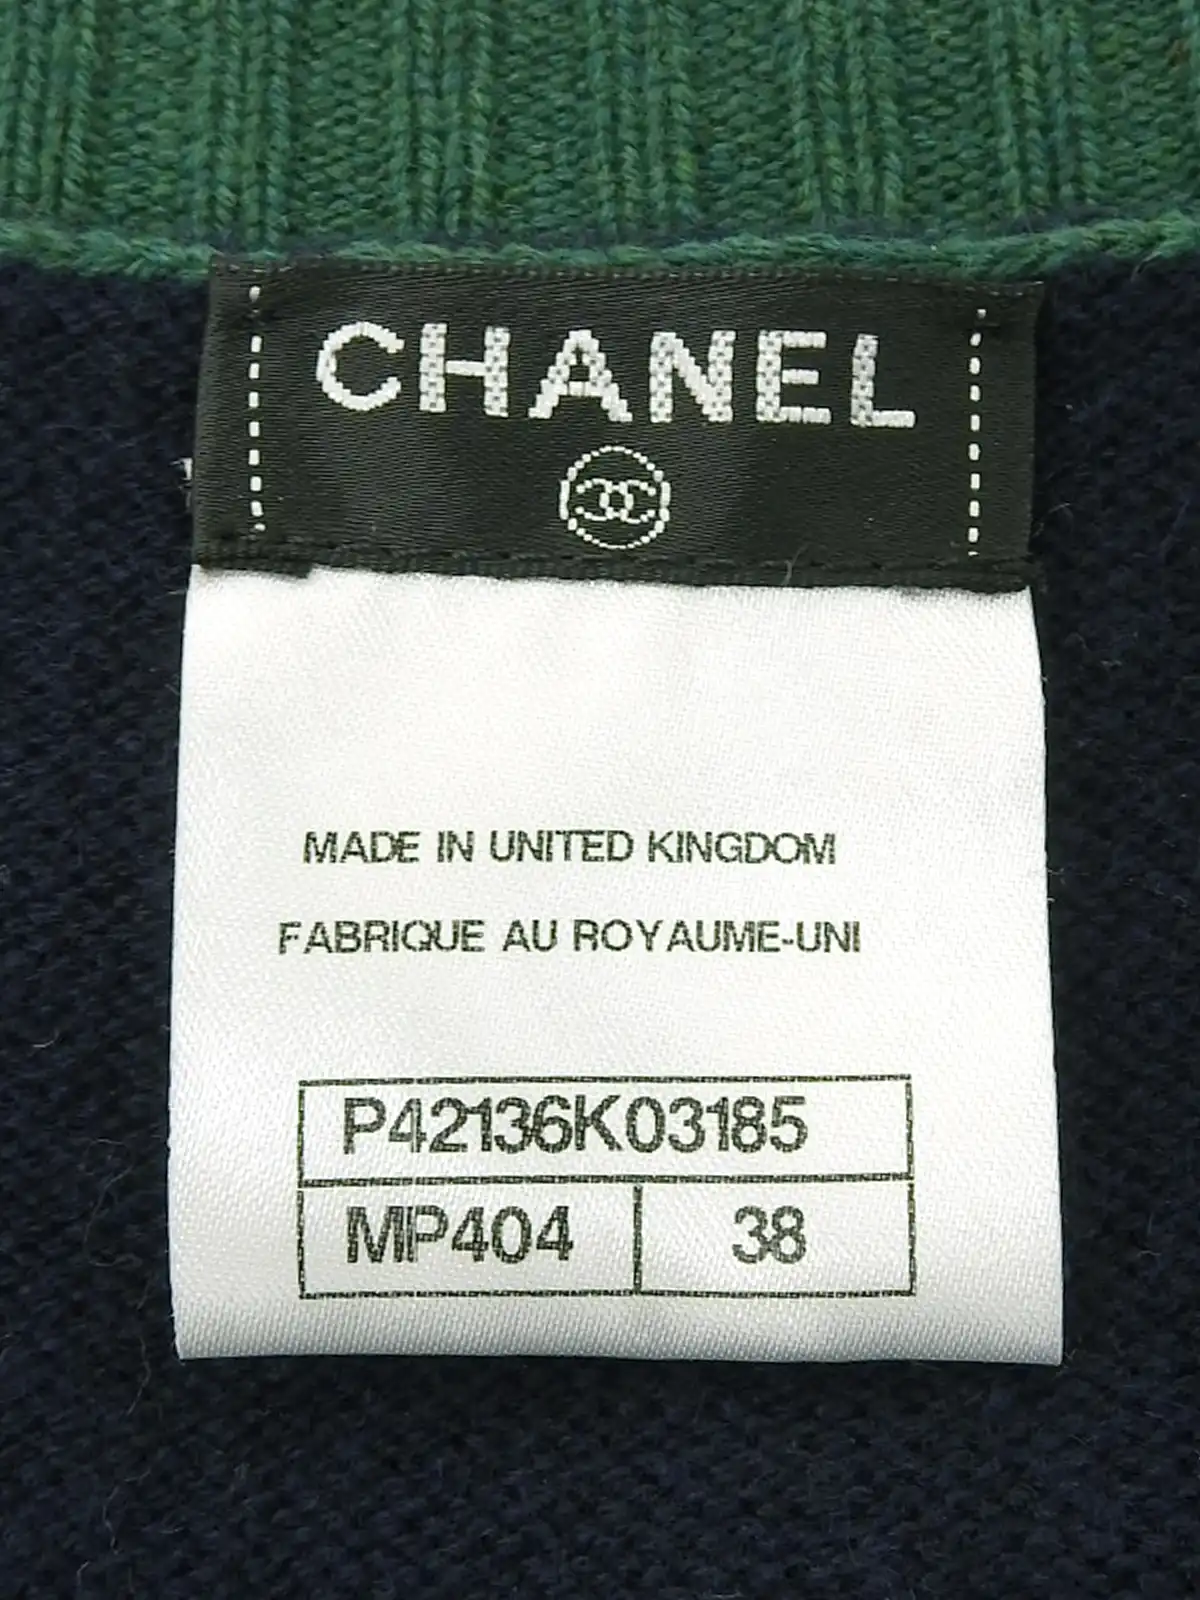 CHANEL
MADE IN UNITED KINGDOM
FABRIQUE AU ROYAUME-UNI
P42136K03185
MP404 38